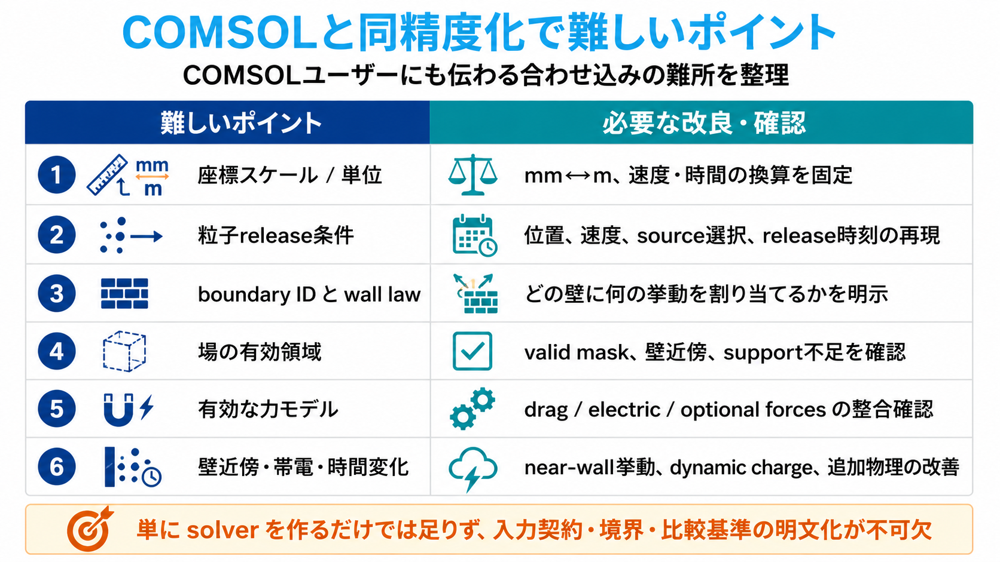 COMSOLと同精度化で難しいポイント
COMSOLユーザーにも伝わる合わせ込みの難所を整理
難しいポイント
必要な改良・確認
1
mm
m
座標スケール / 単位
mm↔m、速度・時間の換算を固定
2
粒子release条件
位置、速度、source選択、release時刻の再現
3
boundary ID と wall law
どの壁に何の挙動を割り当てるかを明示
4
場の有効領域
valid mask、壁近傍、support不足を確認
5
有効な力モデル
drag / electric / optional forces の整合確認
6
壁近傍・帯電・時間変化
near-wall挙動、dynamic charge、追加物理の改善
単に solver を作るだけでは足りず、入力契約・境界・比較基準の明文化が不可欠